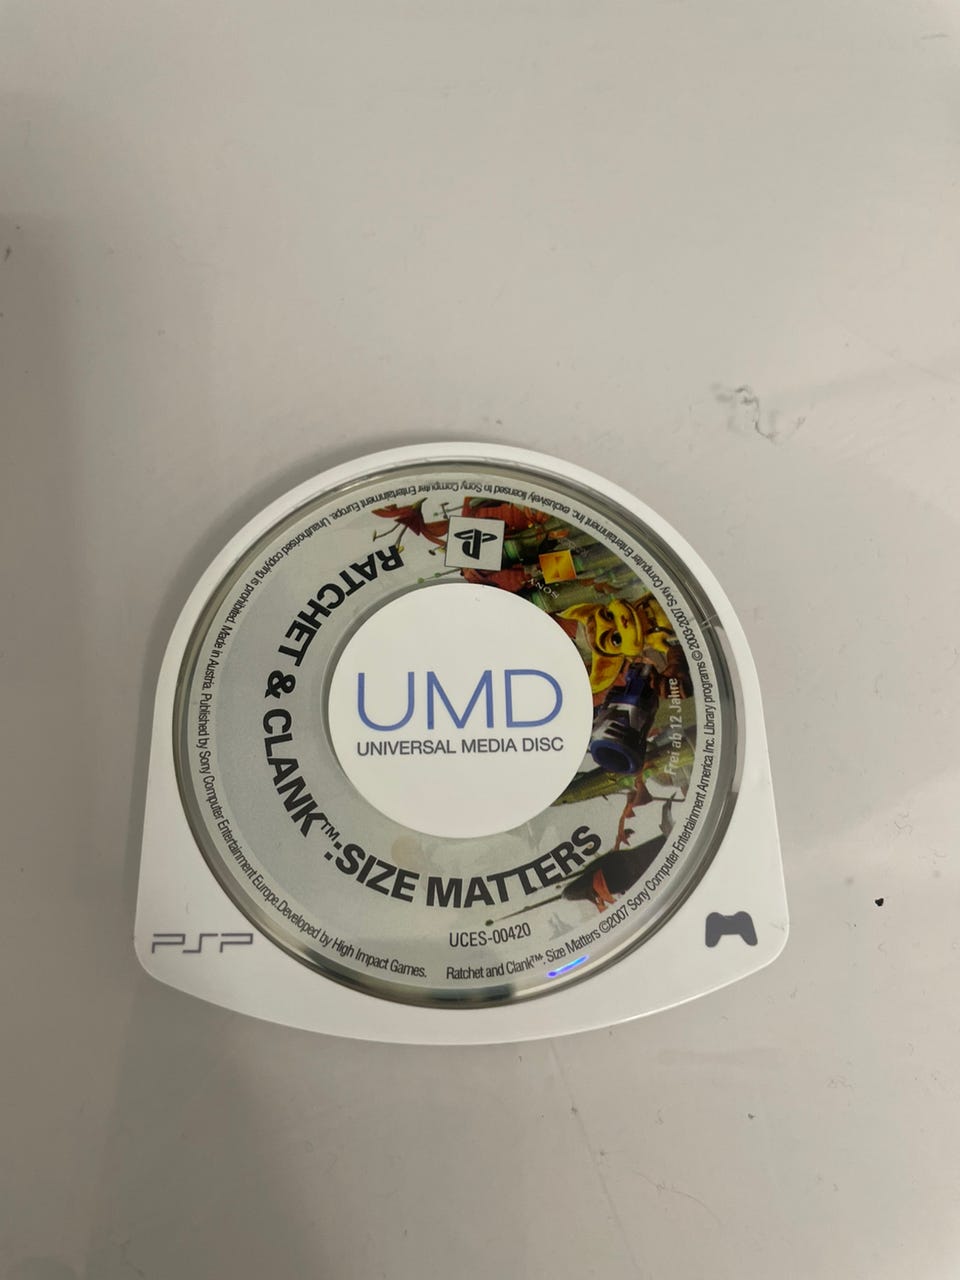 RATCHET & CLANK™: SIZE MATTERS
UMD
UNIVERSAL MEDIA DISC
SONY
Frei ab 12 Jahre
UCES-00420
Ratchet and Clank™: Size Matters ©2007 Sony Computer Entertainment America Inc. Library programs ©2003-2007 Sony Computer Entertainment Inc. exclusively licensed to Sony Computer Entertainment Europe. Unauthorised copying is prohibited. Made in Austria. Published by Sony Computer Entertainment Europe. Developed by High Impact Games.
PSP